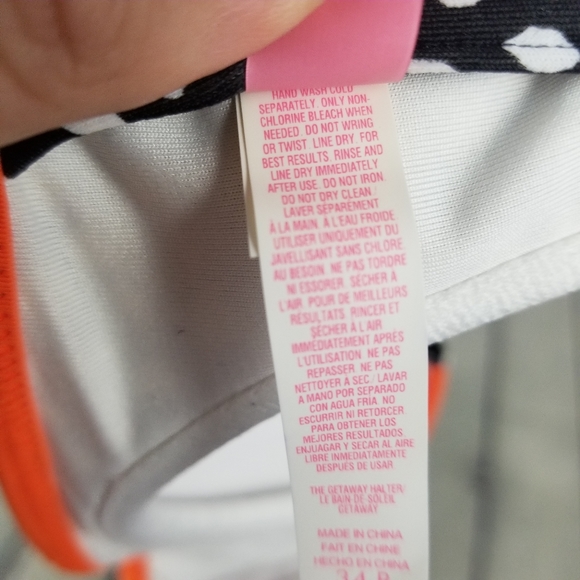 HAND WASH COLD
SEPARATELY. ONLY NON-
CHLORINE BLEACH WHEN
NEEDED. DO NOT WRING
OR TWIST. LINE DRY. FOR
BEST RESULTS, RINSE AND
LINE DRY IMMEDIATELY
AFTER USE. DO NOT IRON.
DO NOT DRY CLEAN./
LAVER SÉPARÉMENT
À LA MAIN, À L'EAU FROIDE.
UTILISER UNIQUEMENT DU
JAVELLISANT SANS CHLORE
AU BESOIN. NE PAS TORDRE
NI ESSORER. SÉCHER À
L'AIR. POUR DE MEILLEURS
RÉSULTATS, RINCER ET
SÉCHER À L'AIR
IMMÉDIATEMENT APRÈS
L'UTILISATION. NE PAS
REPASSER. NE PAS
NETTOYER A SEC./ LAVAR
A MANO POR SEPARADO
CON AGUA FRIA. NO
ESCURRIR NI RETORCER.
PARA OBTENER LOS
MEJORES RESULTADOS,
ENJUAGAR Y SECAR AL AIRE
LIBRE INMEDIATAMENTE
DESPUÉS DE USAR.
THE GETAWAY HALTER/
LE BAIN-DE-SOLEIL
GETAWAY
MADE IN CHINA
FAIT EN CHINE
HECHO EN CHINA
34